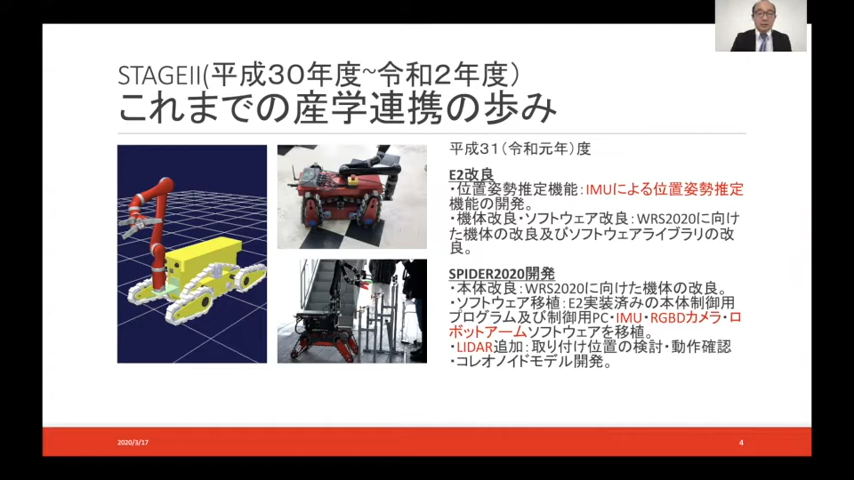 STAGEII(平成30年度~令和2年度)
これまでの産学連携の歩み
平成31(令和元年)度
E2改良
・位置姿勢推定機能:IMUによる位置姿勢推定
機能の開発。
・機体改良・ソフトウェア改良:WRS2020に向け
た機体の改良及びソフトウェアライブラリの改
良。
SPIDER2020開発
・本体改良:WRS2020に向けた機体の改良。
・ソフトウェア移植:E2実装済みの本体制御用
プログラム及び制御用PC・IMU・RGBDカメラ・ロ
ボットアームソフトウェアを移植。
・LIDAR追加:取り付け位置の検討・動作確認
・コレオノイドモデル開発。
2020/3/17
4